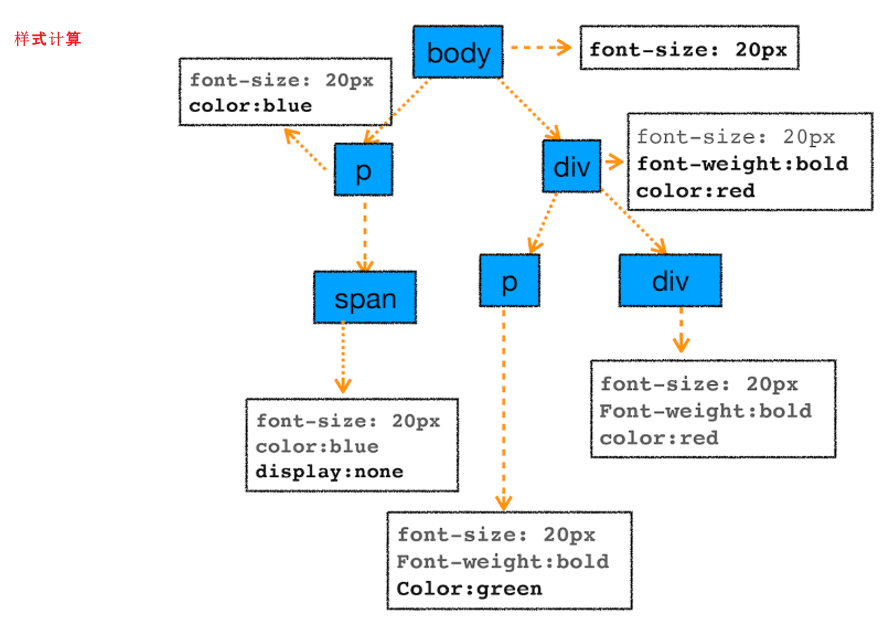 样式计算
body
font-size: 20px
font-size: 20px
color:blue
p
div
font-size: 20px
font-weight:bold
color:red
span
p
div
font-size: 20px
color:blue
display:none
font-size: 20px
Font-weight:bold
color:red
font-size: 20px
Font-weight:bold
Color:green